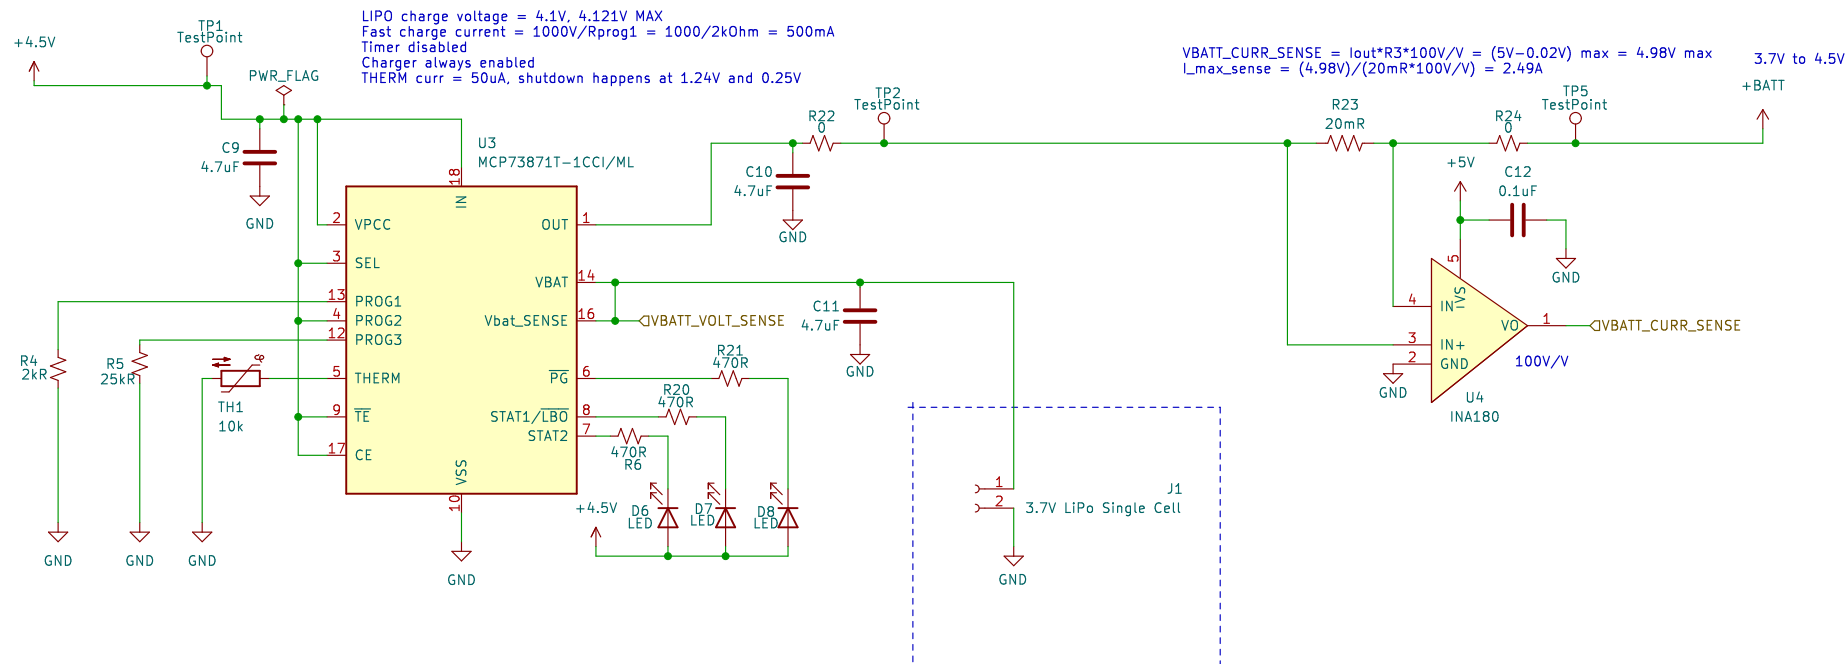 LIPO charge voltage = 4.1V, 4.121V MAX
Fast charge current = 1000V/Rprog1 = 1000/2kOhm = 500mA
Timer disabled
Charger always enabled
THERM curr = 50uA, shutdown happens at 1.24V and 0.25V
VBATT_CURR_SENSE = Iout*R3*100V/V = (5V-0.02V) max = 4.98V max
I_max_sense = (4.98V)/(20mR*100V/V) = 2.49A
3.7V to 4.5V
+BATT
+4.5V
TP1
TestPoint
PWR_FLAG
C9
4.7uF
GND
U3
MCP73871T-1CCI/ML
18
IN
2
VPCC
3
SEL
13
PROG1
4
PROG2
12
PROG3
5
THERM
9
TE
17
CE
VSS
10
GND
OUT
1
VBAT
14
Vbat_SENSE
16
PG
6
STAT1/LBO
8
STAT2
7
R4
2kR
GND
R5
25kR
GND
TH1
10k
GND
R22
0
C10
4.7uF
GND
TP2
TestPoint
VBATT_VOLT_SENSE
C11
4.7uF
GND
R21
470R
R20
470R
470R
R6
+4.5V
D6
LED
D7
LED
D8
LED
1
2
J1
3.7V LiPo Single Cell
GND
R23
20mR
R24
0
TP5
TestPoint
+5V
C12
0.1uF
GND
5
VS
4
IN-
3
IN+
2
GND
GND
VO
1
VBATT_CURR_SENSE
100V/V
U4
INA180